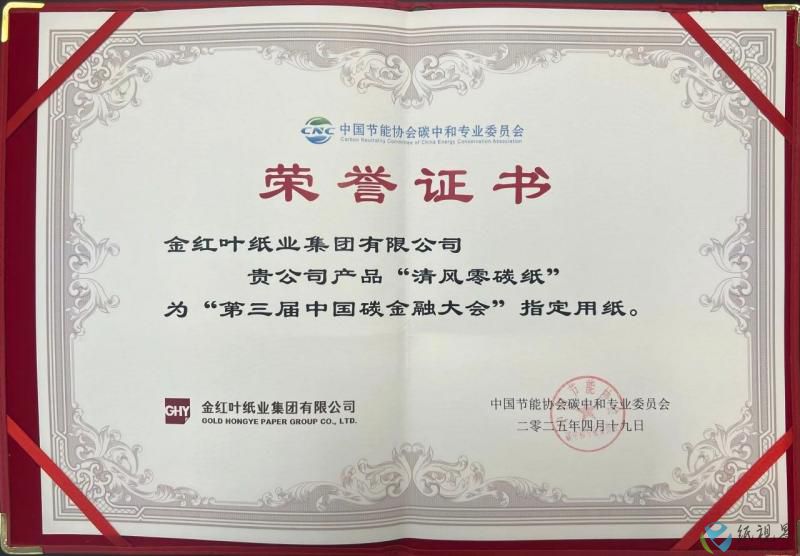 CNC 中国节能协会碳中和专业委员会
Carbon Neutrality Committee of China Energy Conservation Association
荣誉证书
金红叶纸业集团有限公司
贵公司产品“清风零碳纸”
为“第三届中国碳金融大会”指定用纸。
GHY 金红叶纸业集团有限公司
GOLD HONGYE PAPER GROUP CO., LTD.
中国节能协会碳中和专业委员会
二零二五年四月十九日
纸视界